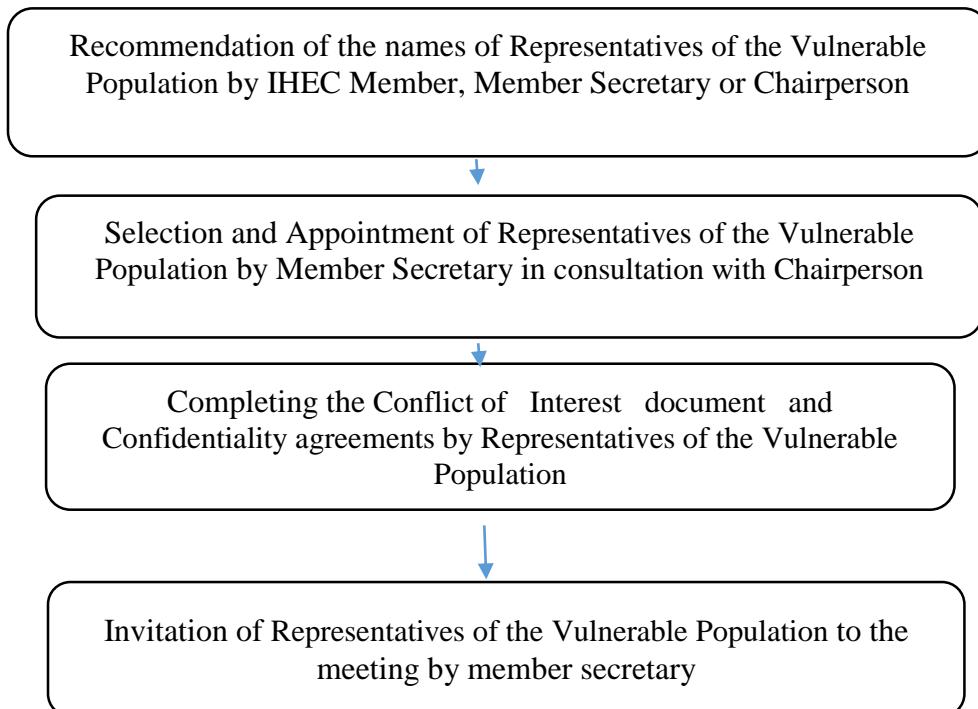 Recommendation of the names of Representatives of the Vulnerable
Population by IHEC Member, Member Secretary or Chairperson
Selection and Appointment of Representatives of the Vulnerable
Population by Member Secretary in consultation with Chairperson
Completing the Conflict of Interest document and
Confidentiality agreements by Representatives of the Vulnerable
Population
Invitation of Representatives of the Vulnerable Population to the
meeting by member secretary